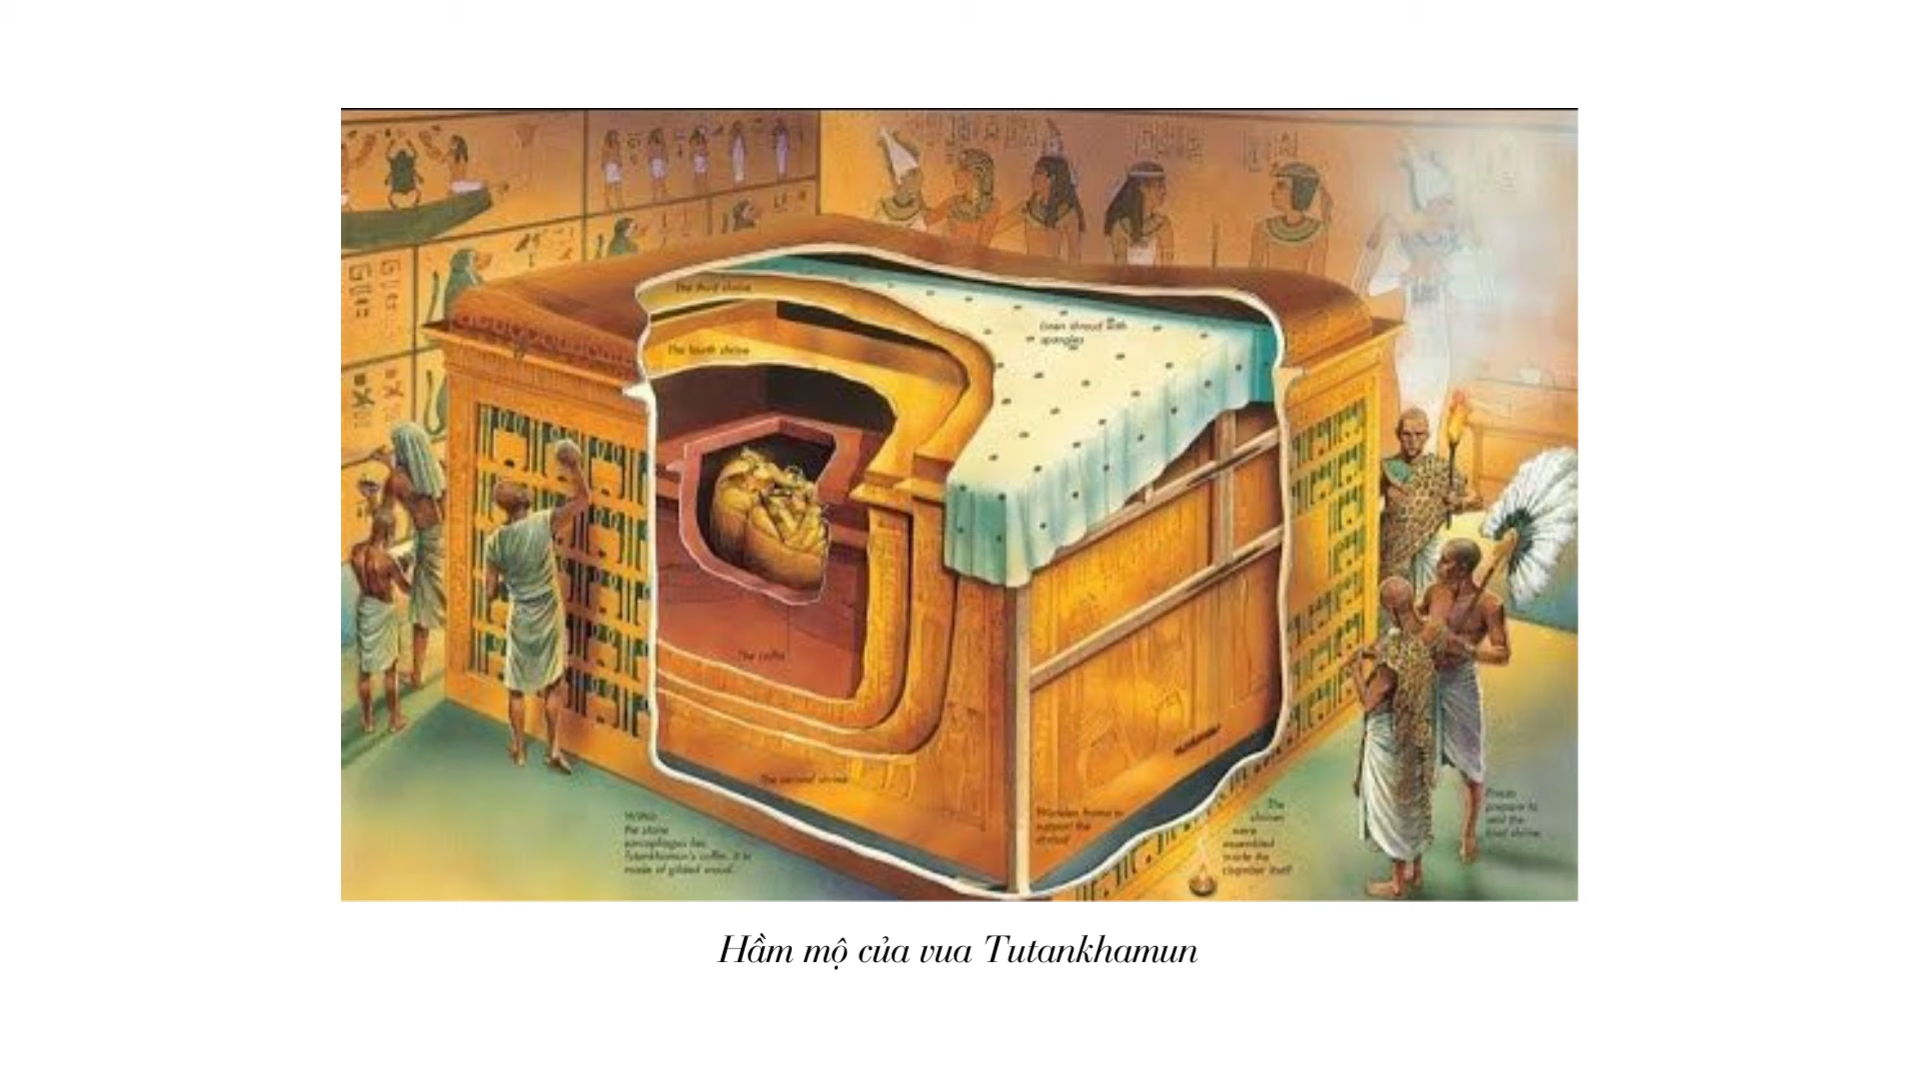 The third shrine
Linen shroud with
spangles
The fourth shrine
The coffin
The second shrine
Within
the stone
sarcophagus lies
Tutankhamun's coffin. It is
made of gilded wood.
Wooden frame to
support the
shroud
The
shrines
were
assembled
inside the
chamber itself
Priests
prepare to
seal the
final shrine.
Hầm mộ của vua Tutankhamun